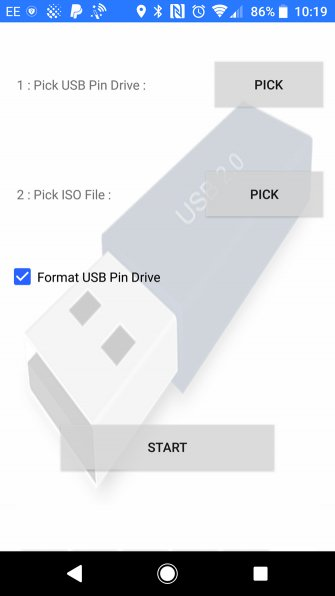 EE 86% 10:19
1 : Pick USB Pin Drive : PICK
USB 2.0
2 : Pick ISO File : PICK
Format USB Pin Drive
START